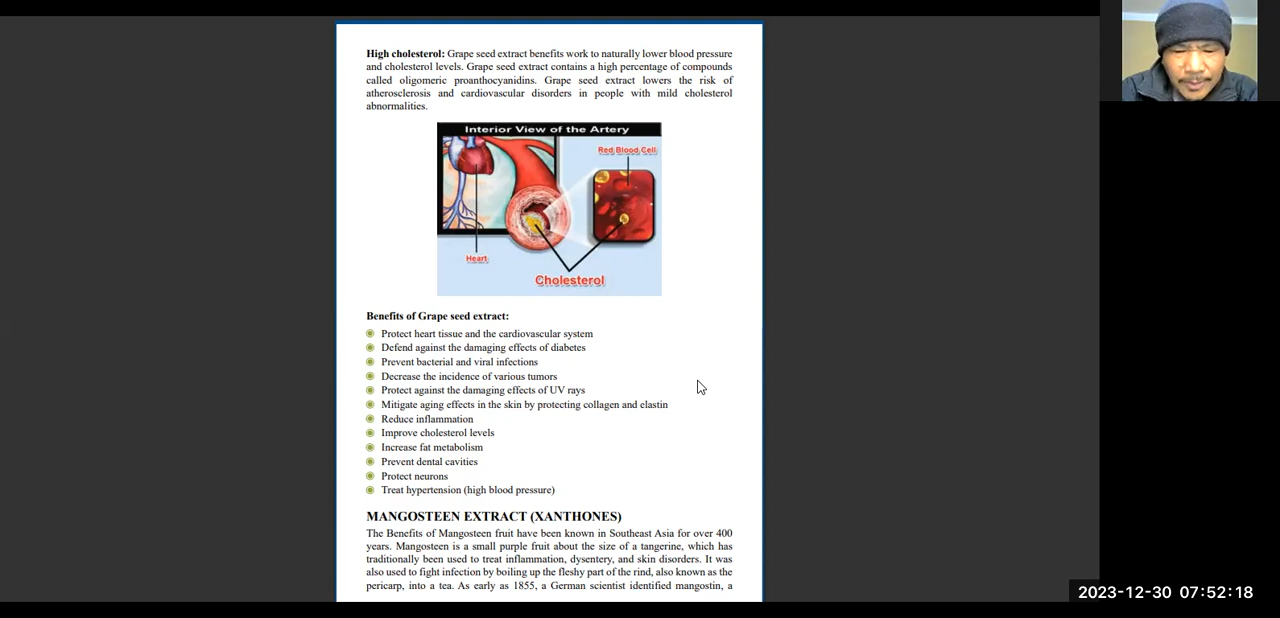 High cholesterol: Grape seed extract benefits work to naturally lower blood pressure
and cholesterol levels. Grape seed extract contains a high percentage of compounds
called oligomeric proanthocyanidins. Grape seed extract lowers the risk of
atherosclerosis and cardiovascular disorders in people with mild cholesterol
abnormalities.
Interior View of the Artery
Red Blood Cell
Heart
Cholesterol
Benefits of Grape seed extract:
Protect heart tissue and the cardiovascular system
Defend against the damaging effects of diabetes
Prevent bacterial and viral infections
Decrease the incidence of various tumors
Protect against the damaging effects of UV rays
Mitigate aging effects in the skin by protecting collagen and elastin
Reduce inflammation
Improve cholesterol levels
Increase fat metabolism
Prevent dental cavities
Protect neurons
Treat hypertension (high blood pressure)
MANGOSTEEN EXTRACT (XANTHONES)
The Benefits of Mangosteen fruit have been known in Southeast Asia for over 400
years. Mangosteen is a small purple fruit about the size of a tangerine, which has
traditionally been used to treat inflammation, dysentery, and skin disorders. It was
also used to fight infection by boiling up the fleshy part of the rind, also known as the
pericarp, into a tea. As early as 1855, a German scientist identified mangostin, a
2023-12-30 07:52:18